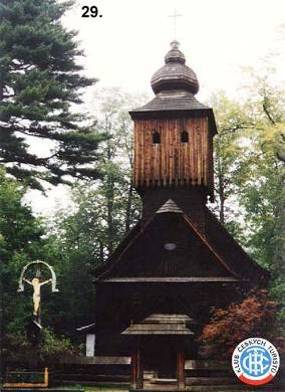 29.
KLUB ČESKÝCH TURISTŮ